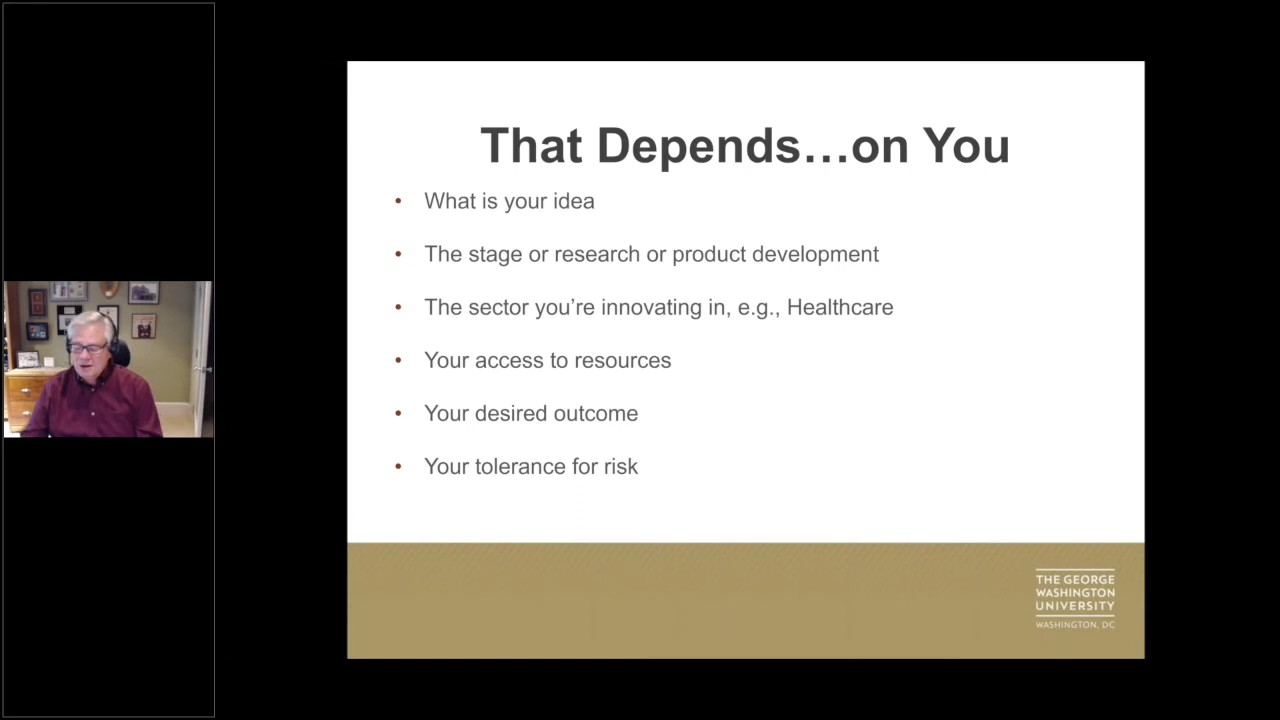 That Depends…on You
• What is your idea
• The stage or research or product development
• The sector you’re innovating in, e.g., Healthcare
• Your access to resources
• Your desired outcome
• Your tolerance for risk
THE GEORGE
WASHINGTON
UNIVERSITY
WASHINGTON, DC